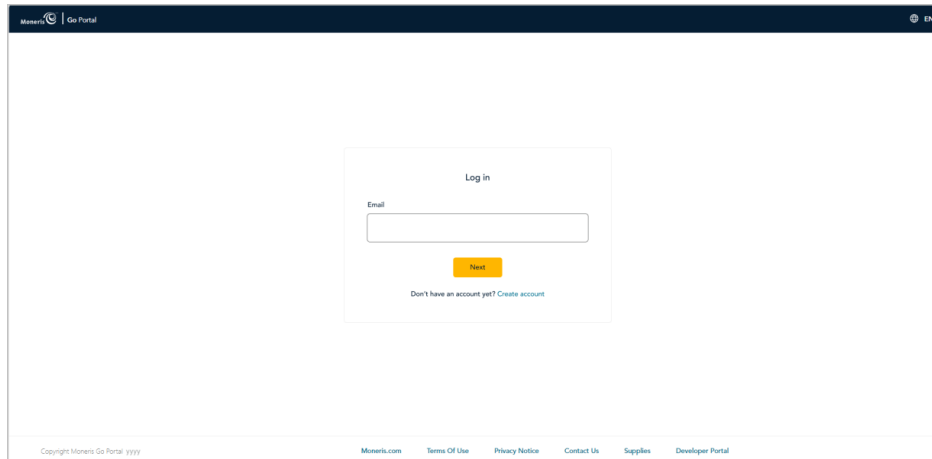 Moneris Go Portal
EN
Log in
Email
Next
Don't have an account yet? Create account
Copyright Moneris Go Portal yyyy
Moneris.com Terms Of Use Privacy Notice Contact Us Supplies Developer Portal